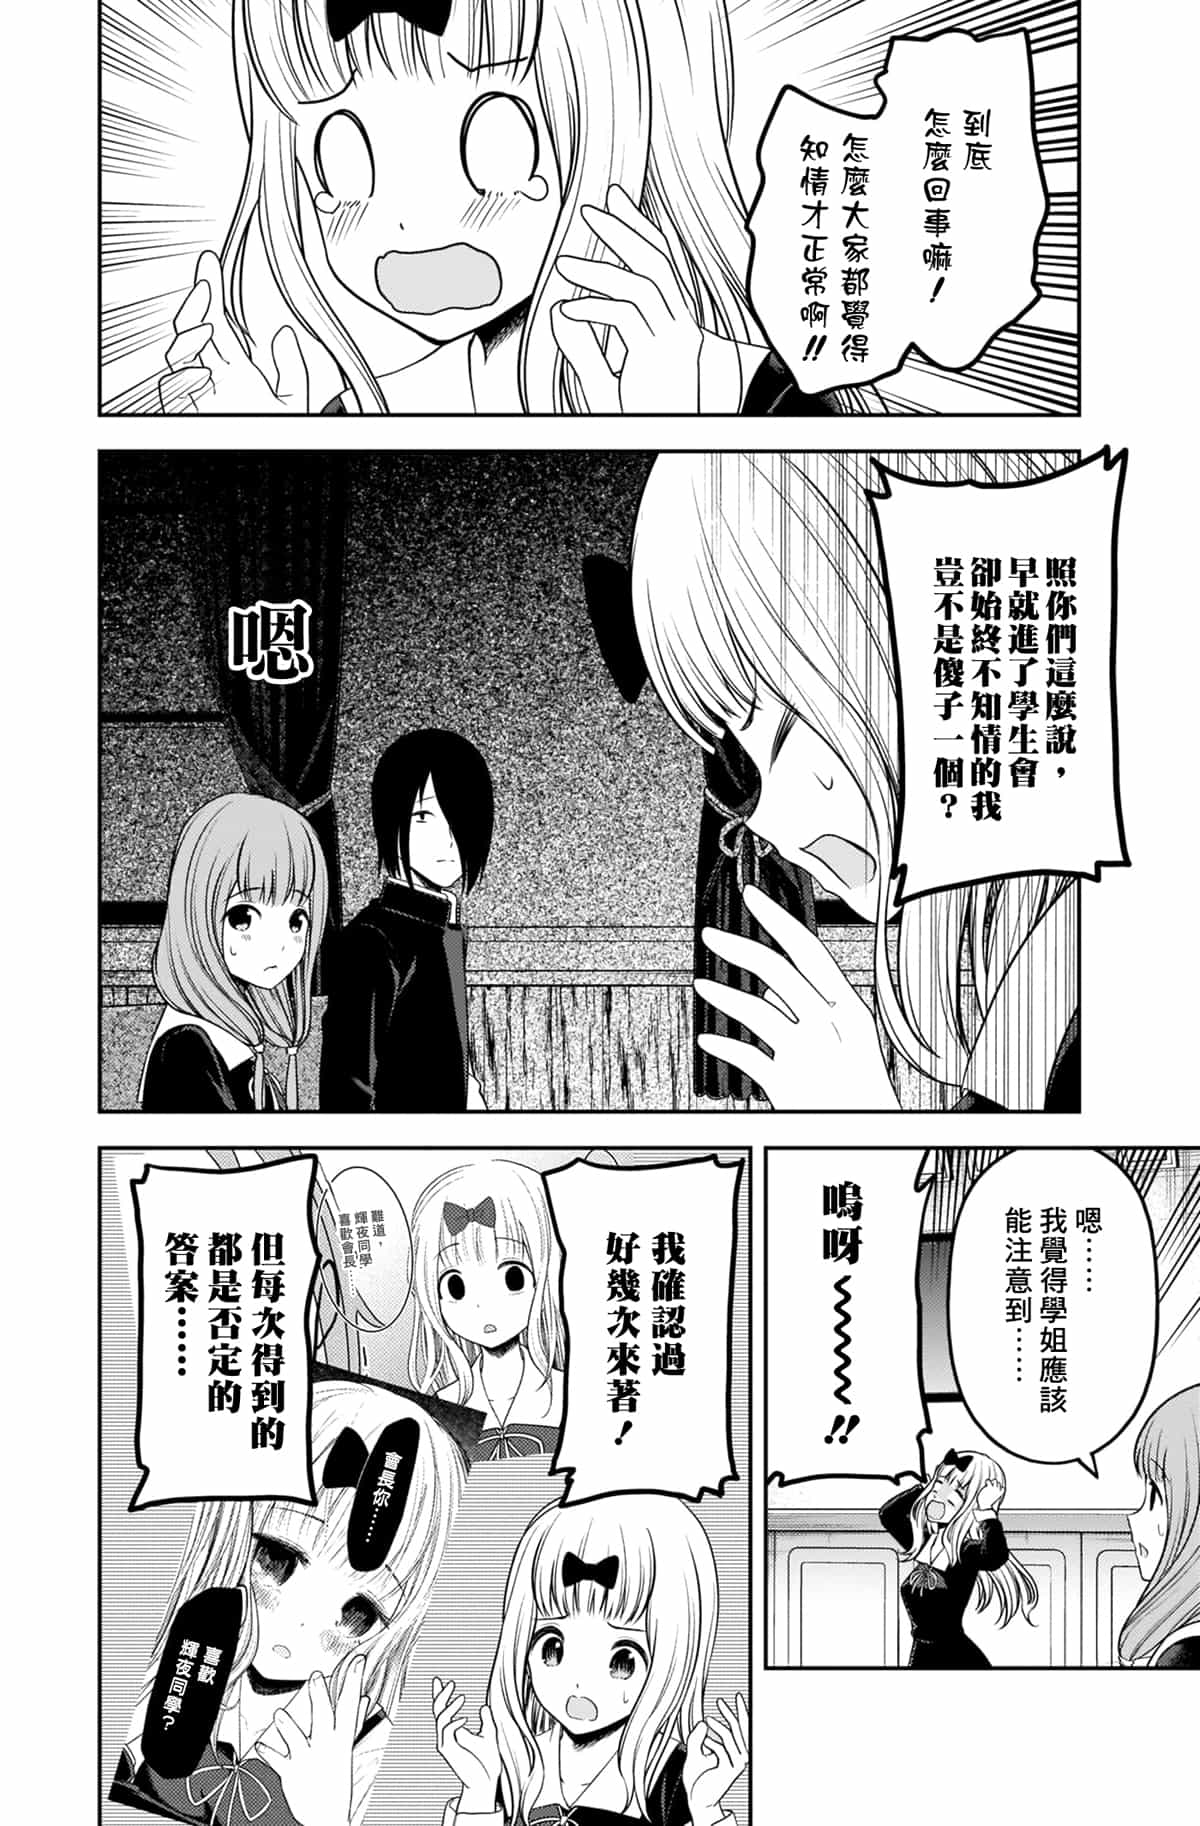 到底
怎麼回事嘛！
怎麼大家都覺得
知情才正常啊!!
照你們這麼說，
早就進了學生會
卻始終不知情的我
豈不是傻子一個？
嗯
嗯……
我覺得學姐應該
能注意到……
嗚呀～～～～!!
我確認過
好幾次來著！
難道，
輝夜同學
喜歡會長……
但每次得到的
都是否定的
答案……
會長你……
喜歡
輝夜同學？